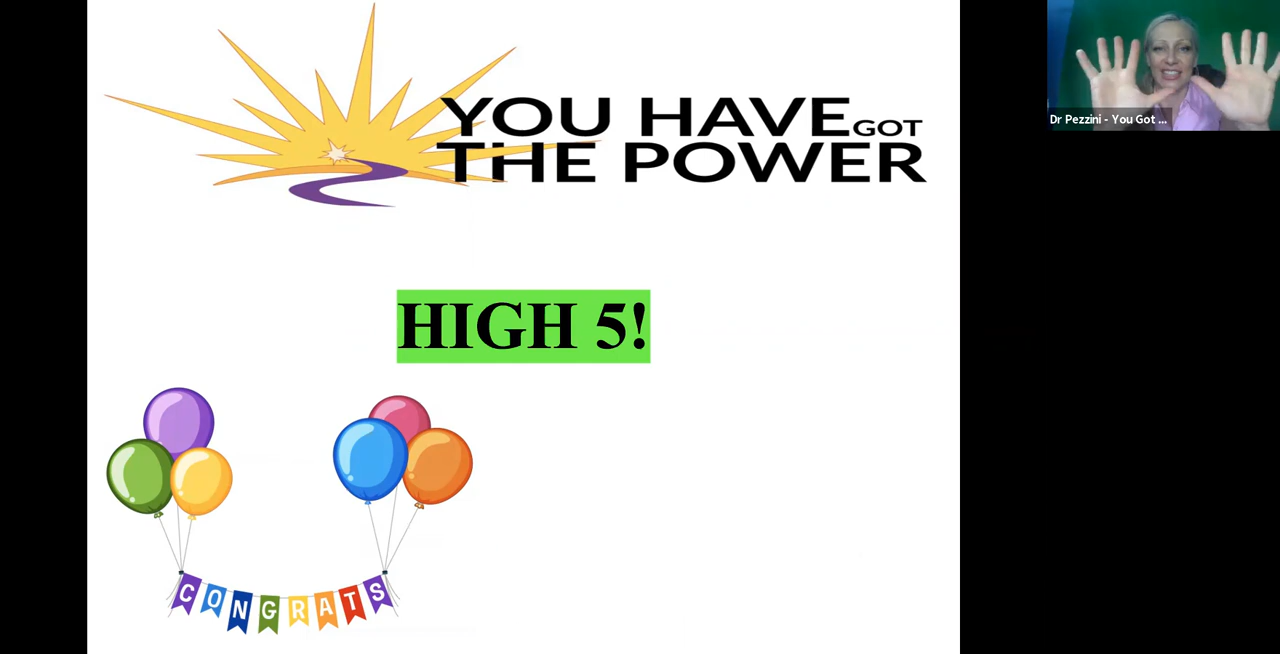 YOU HAVE GOT
THE POWER
Dr Pezzini - You Got ...
HIGH 5!
CONGRATS